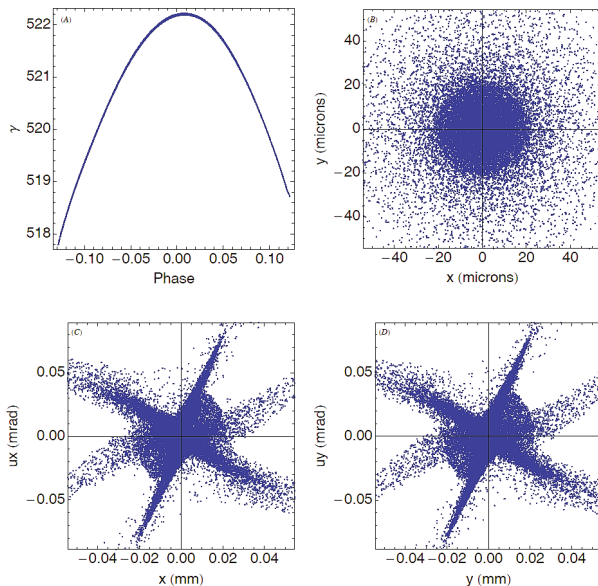 (A)
522
521
520
519
518
γ
−0.10 −0.05 0.00 0.05 0.10
Phase
(B)
40
20
0
−20
−40
y (microns)
−40 −20 0 20 40
x (microns)
(C)
0.05
0.00
−0.05
ux (mrad)
−0.04 −0.02 0.00 0.02 0.04
x (mm)
(D)
0.05
0.00
−0.05
uy (mrad)
−0.04 −0.02 0.00 0.02 0.04
y (mm)